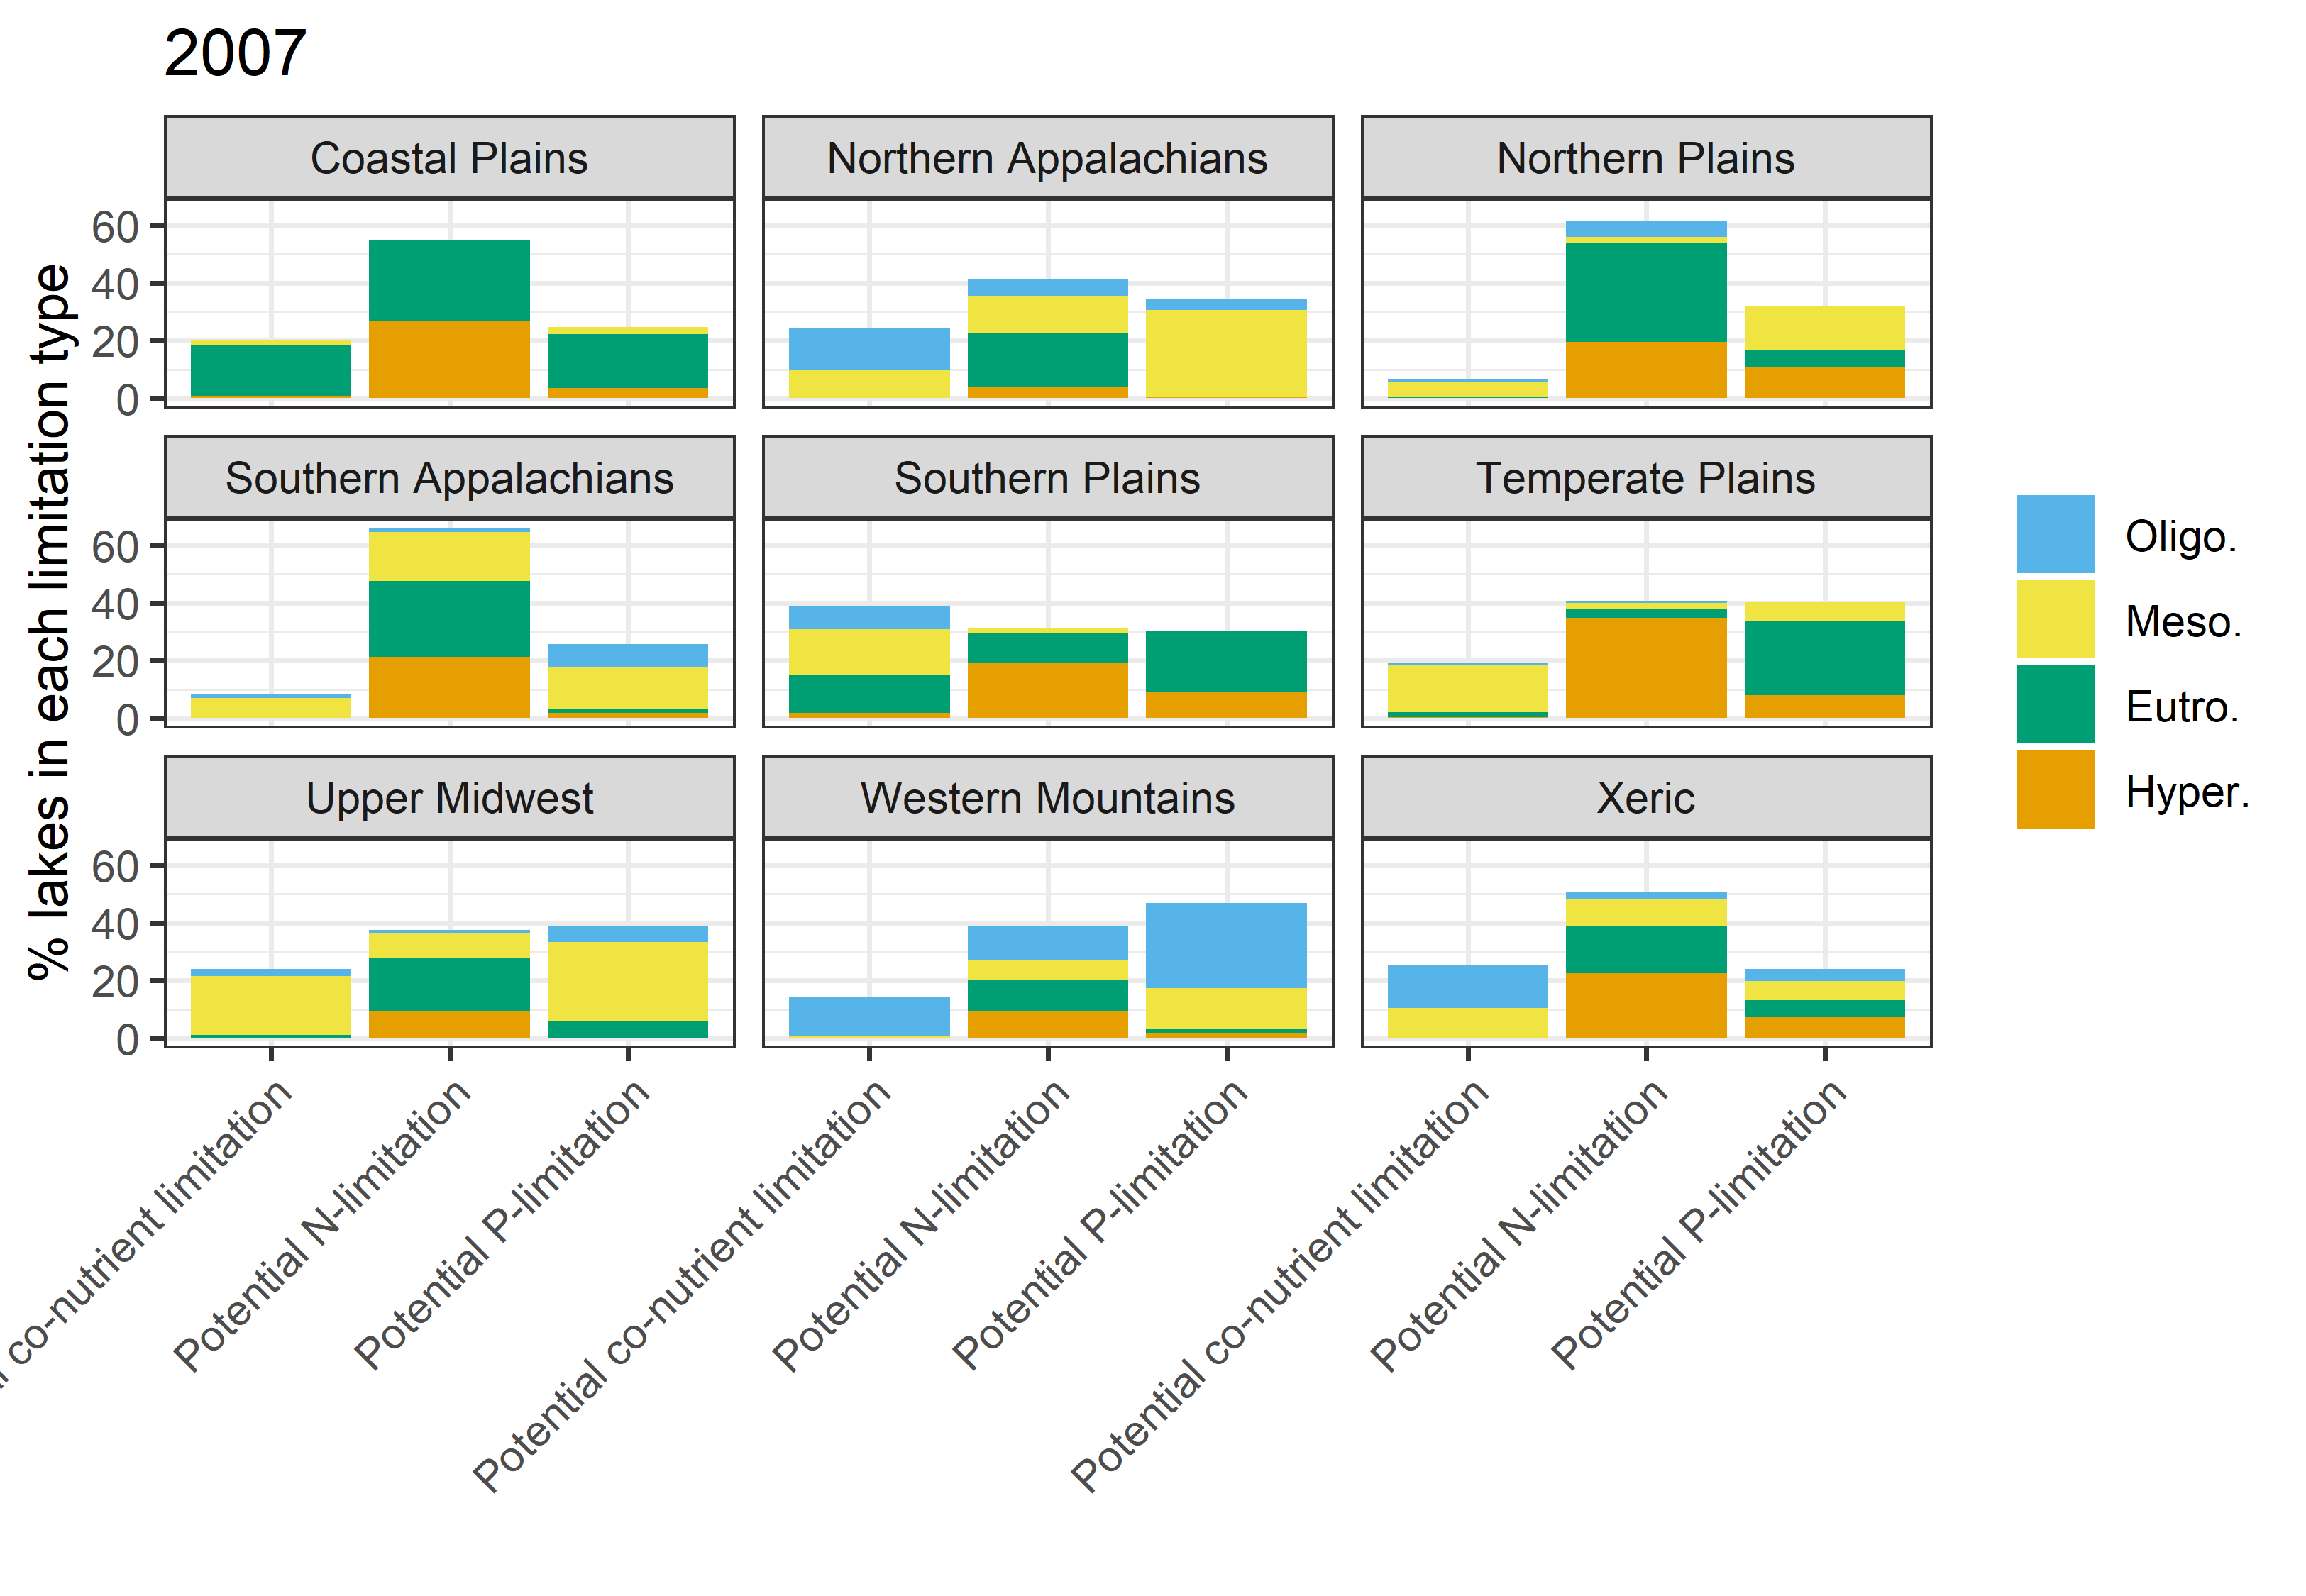 2007
% lakes in each limitation type
Coastal Plains
Northern Appalachians
Northern Plains
60
40
20
0
Southern Appalachians
Southern Plains
Temperate Plains
60
40
20
0
Upper Midwest
Western Mountains
Xeric
60
40
20
0
co-nutrient limitation
Potential N-limitation
Potential P-limitation
Potential co-nutrient limitation
Potential N-limitation
Potential P-limitation
Potential co-nutrient limitation
Potential N-limitation
Potential P-limitation
Oligo.
Meso.
Eutro.
Hyper.